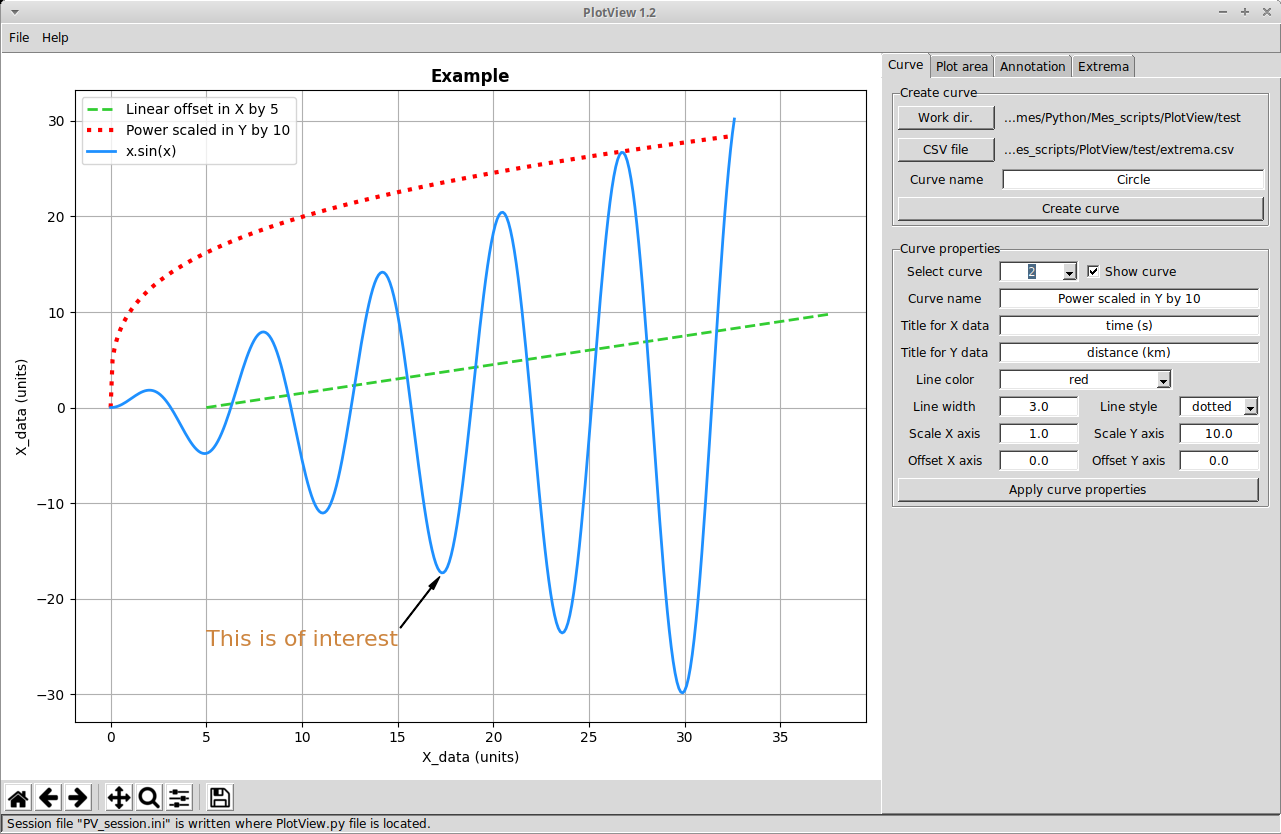 PlotView 1.2
File Help
Example
Linear offset in X by 5
Power scaled in Y by 10
x.sin(x)
30
20
10
0
−10
−20
−30
X_data (units)
This is of interest
0 5 10 15 20 25 30 35
X_data (units)
Curve Plot area Annotation Extrema
Create curve
Work dir. ...mes/Python/Mes_scripts/PlotView/test
CSV file ...es_scripts/PlotView/test/extrema.csv
Curve name Circle
Create curve
Curve properties
Select curve 2 Show curve
Curve name Power scaled in Y by 10
Title for X data time (s)
Title for Y data distance (km)
Line color red
Line width 3.0 Line style dotted
Scale X axis 1.0 Scale Y axis 10.0
Offset X axis 0.0 Offset Y axis 0.0
Apply curve properties
Session file "PV_session.ini" is written where PlotView.py file is located.